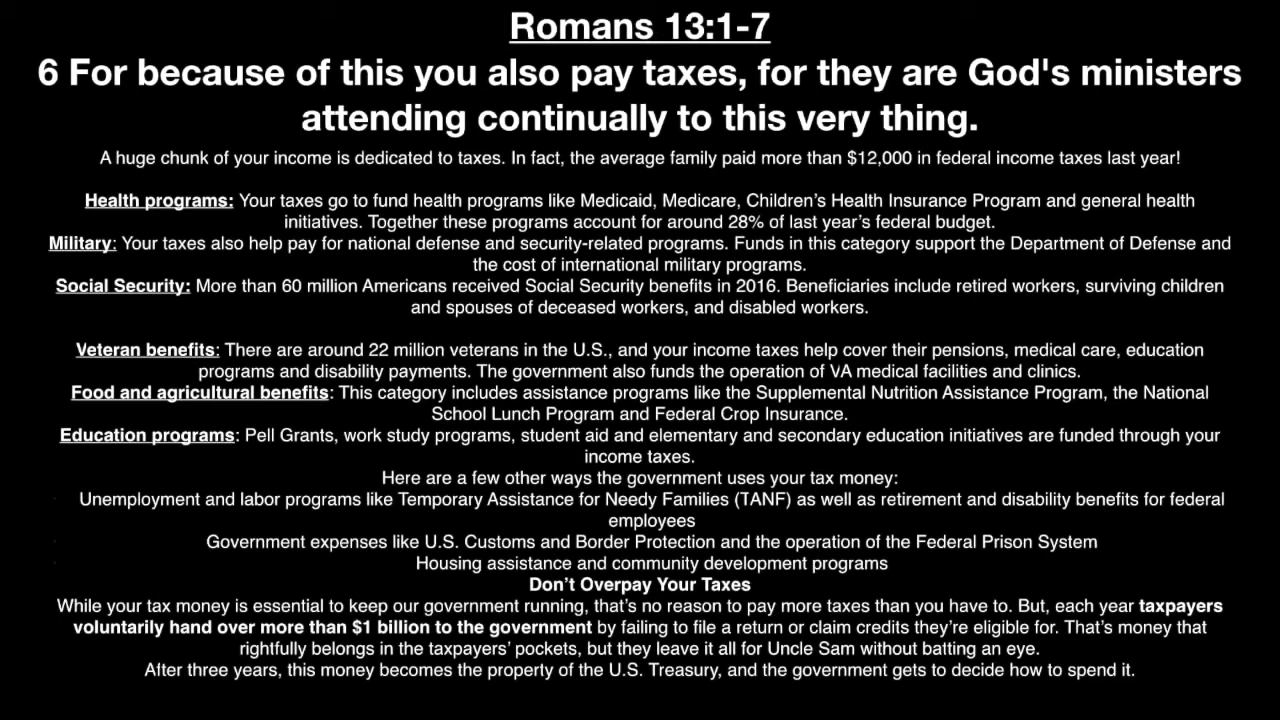 Romans 13:1-7
6 For because of this you also pay taxes, for they are God's ministers
attending continually to this very thing.
A huge chunk of your income is dedicated to taxes. In fact, the average family paid more than $12,000 in federal income taxes last year!
Health programs: Your taxes go to fund health programs like Medicaid, Medicare, Children’s Health Insurance Program and general health
initiatives. Together these programs account for around 28% of last year’s federal budget.
Military: Your taxes also help pay for national defense and security-related programs. Funds in this category support the Department of Defense and
the cost of international military programs.
Social Security: More than 60 million Americans received Social Security benefits in 2016. Beneficiaries include retired workers, surviving children
and spouses of deceased workers, and disabled workers.
Veteran benefits: There are around 22 million veterans in the U.S., and your income taxes help cover their pensions, medical care, education
programs and disability payments. The government also funds the operation of VA medical facilities and clinics.
Food and agricultural benefits: This category includes assistance programs like the Supplemental Nutrition Assistance Program, the National
School Lunch Program and Federal Crop Insurance.
Education programs: Pell Grants, work study programs, student aid and elementary and secondary education initiatives are funded through your
income taxes.
Here are a few other ways the government uses your tax money:
Unemployment and labor programs like Temporary Assistance for Needy Families (TANF) as well as retirement and disability benefits for federal
employees
Government expenses like U.S. Customs and Border Protection and the operation of the Federal Prison System
Housing assistance and community development programs
Don’t Overpay Your Taxes
While your tax money is essential to keep our government running, that’s no reason to pay more taxes than you have to. But, each year taxpayers
voluntarily hand over more than $1 billion to the government by failing to file a return or claim credits they’re eligible for. That’s money that
rightfully belongs in the taxpayers’ pockets, but they leave it all for Uncle Sam without batting an eye.
After three years, this money becomes the property of the U.S. Treasury, and the government gets to decide how to spend it.